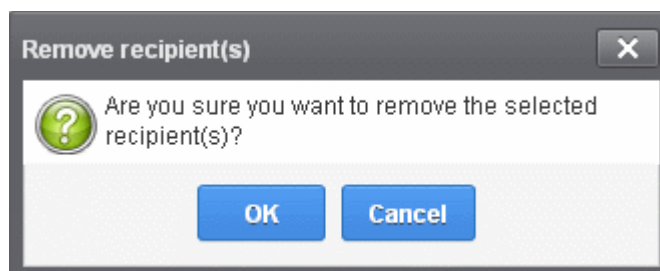 Remove recipient(s)
Are you sure you want to remove the selected
recipient(s)?
OK Cancel